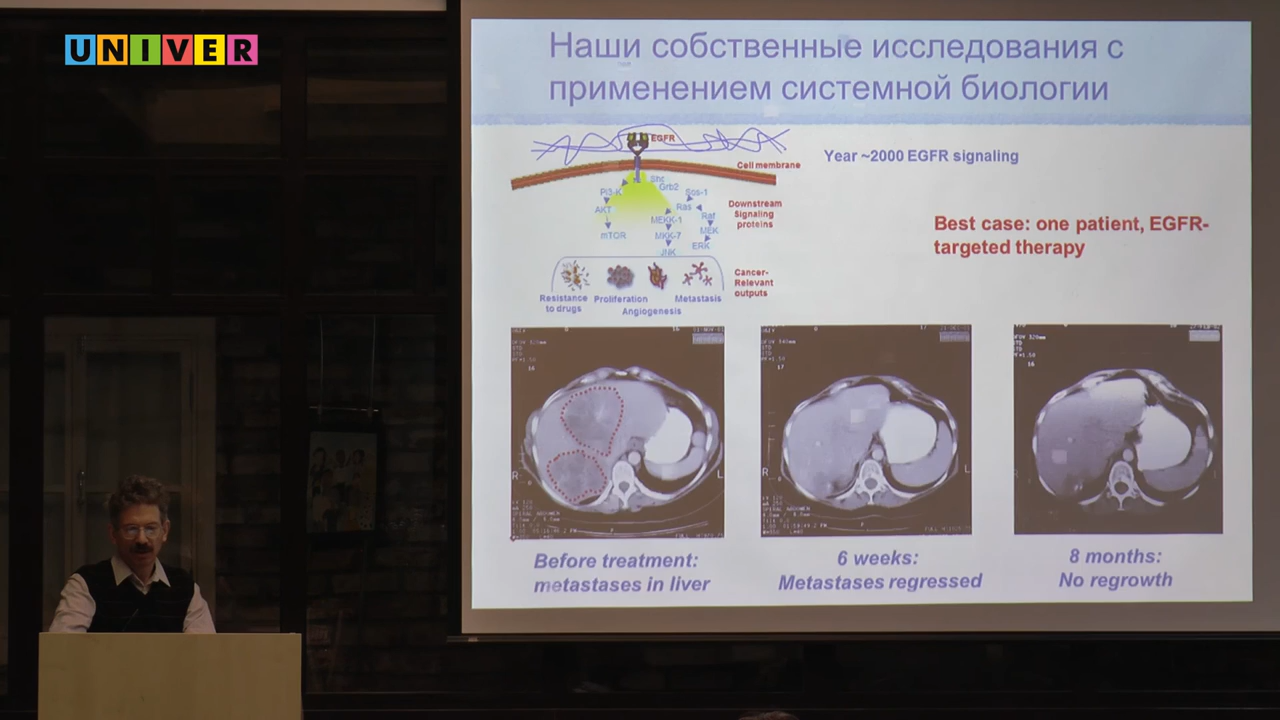 UNIVER
Наши собственные исследования с
применением системной биологии
EGFR
Cell membrane
Year ~2000 EGFR signaling
Shc
Grb2
Sos-1
PI3-K
AKT
mTOR
Ras
Raf
MEKK-1
MEK
MKK-7
ERK
JNK
Downstream
Signaling
proteins
Best case: one patient, EGFR-
targeted therapy
Resistance
to drugs
Proliferation
Angiogenesis
Metastasis
Cancer-
Relevant
outputs
16
R
L
17
R
L
16
R
Before treatment:
metastases in liver
6 weeks:
Metastases regressed
8 months:
No regrowth